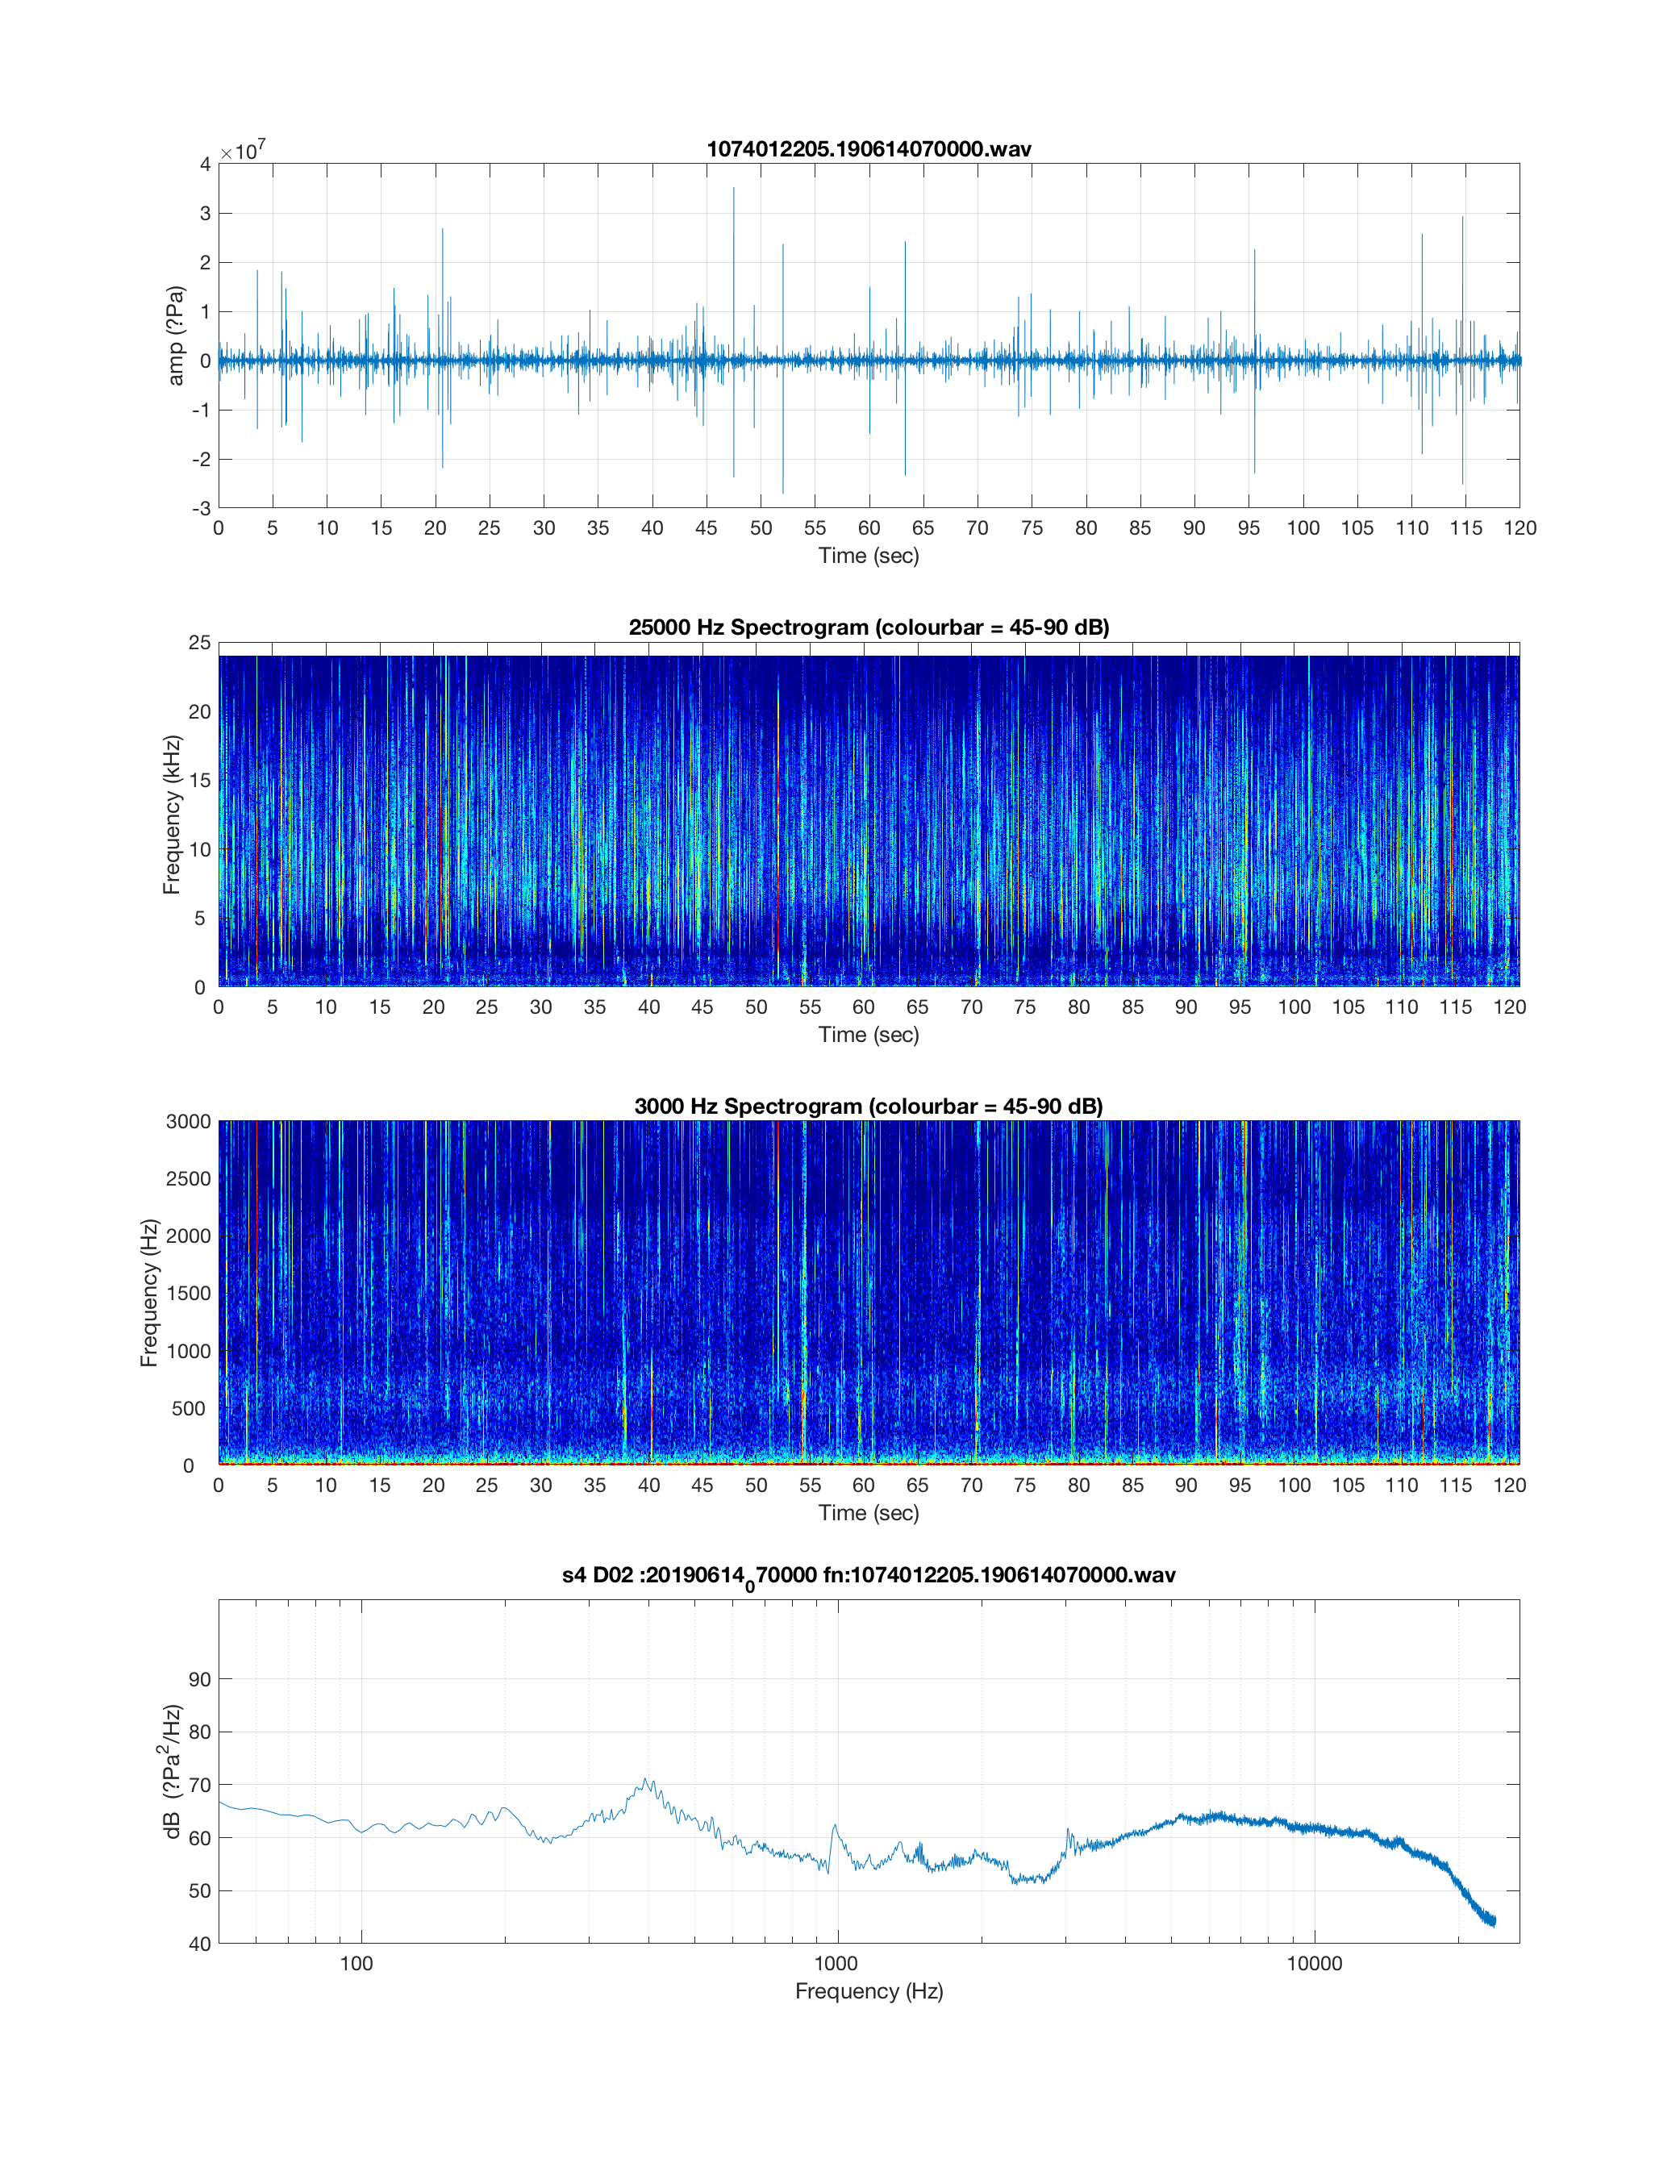 1074012205.190614070000.wav
×10^7
4
3
2
1
0
-1
-2
-3
amp (?Pa)
0 5 10 15 20 25 30 35 40 45 50 55 60 65 70 75 80 85 90 95 100 105 110 115 120
Time (sec)
25000 Hz Spectrogram (colourbar = 45-90 dB)
25
20
15
10
5
0
Frequency (kHz)
0 5 10 15 20 25 30 35 40 45 50 55 60 65 70 75 80 85 90 95 100 105 110 115 120
Time (sec)
3000 Hz Spectrogram (colourbar = 45-90 dB)
3000
2500
2000
1500
1000
500
0
Frequency (Hz)
0 5 10 15 20 25 30 35 40 45 50 55 60 65 70 75 80 85 90 95 100 105 110 115 120
Time (sec)
s4 D02 :20190614_070000 fn:1074012205.190614070000.wav
90
80
70
60
50
40
dB (?Pa²/Hz)
100 1000 10000
Frequency (Hz)